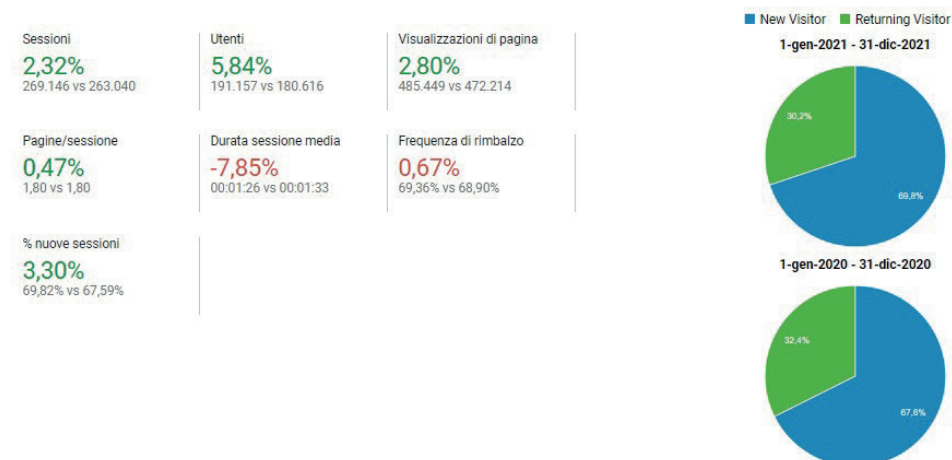 Sessioni
2,32%
269.146 vs 263.040
Utenti
5,84%
191.157 vs 180.616
Visualizzazioni di pagina
2,80%
485.449 vs 472.214
Pagine/sessione
0,47%
1,80 vs 1,80
Durata sessione media
-7,85%
00:01:26 vs 00:01:33
Frequenza di rimbalzo
0,67%
69,36% vs 68,90%
% nuove sessioni
3,30%
69,82% vs 67,59%
New Visitor Returning Visitor
1-gen-2021 - 31-dic-2021
30,2%
69,8%
1-gen-2020 - 31-dic-2020
32,4%
67,6%